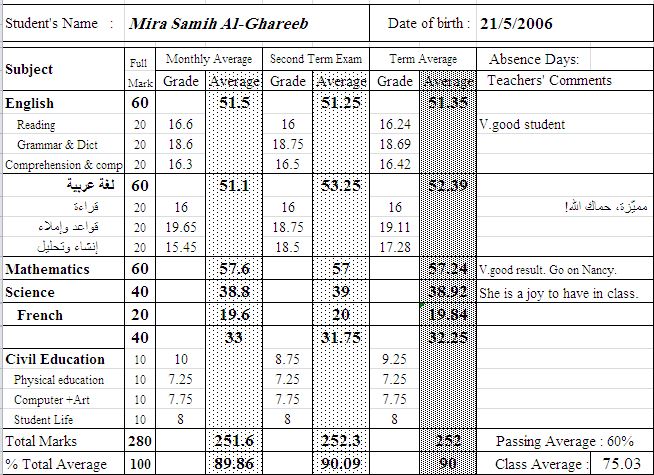 Student's Name : Mira Samih Al-Ghareeb Date of birth : 21/5/2006
Subject Full Mark Monthly Average Second Term Exam Term Average Absence Days:
Grade Average Grade Average Grade Average Teachers' Comments
English 60 51.5 51.25 51.35
Reading 20 16.6 16 16.24 V.good student
Grammar & Dict 20 18.6 18.75 18.69
Comprehension & comp 20 16.3 16.5 16.42
لغة عربية 60 51.1 53.25 52.39
قراءة 20 16 16 16 مميّزة، حماك الله!
قواعد وإملاء 20 19.65 18.75 19.11
إنشاء وتحليل 20 15.45 18.5 17.28
Mathematics 60 57.6 57 57.24 V.good result. Go on Nancy.
Science 40 38.8 39 38.92 She is a joy to have in class.
French 20 19.6 20 19.84
40 33 31.75 32.25
Civil Education 10 10 8.75 9.25
Physical education 10 7.25 7.25 7.25
Computer +Art 10 7.75 7.75 7.75
Student Life 10 8 8 8
Total Marks 280 251.6 252.3 252 Passing Average : 60%
% Total Average 100 89.86 90.09 90 Class Average : 75.03